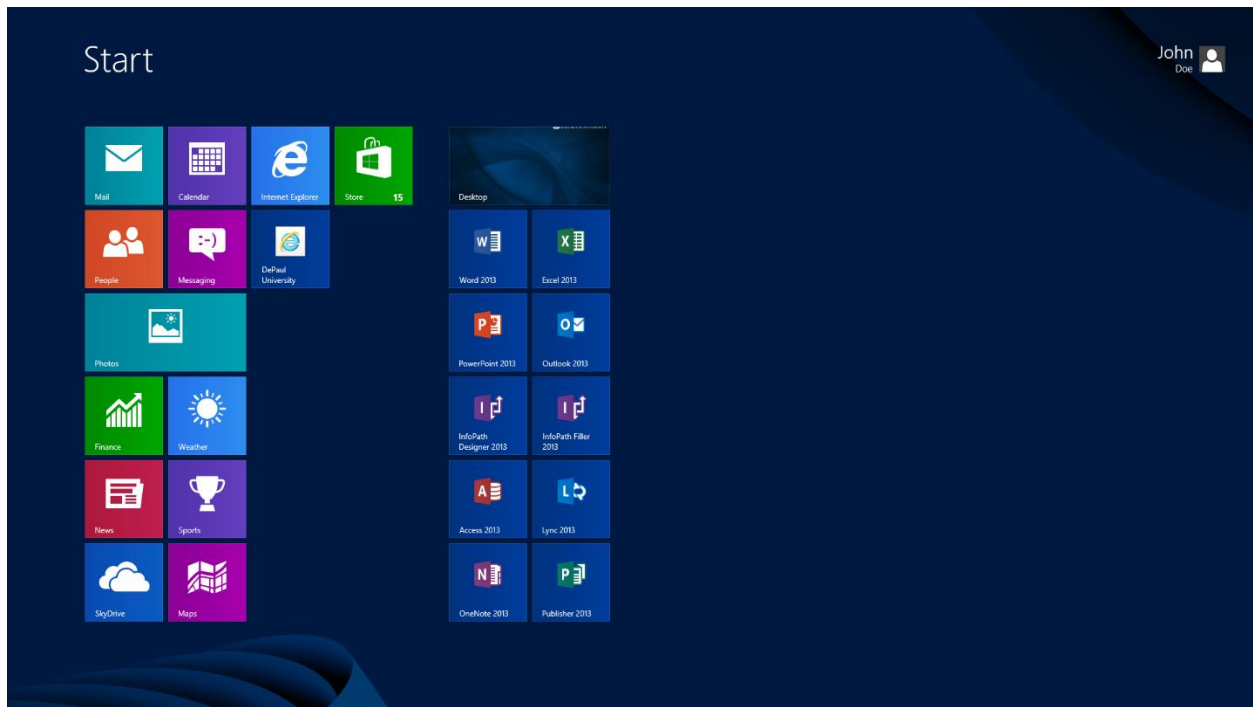 Start
John
Doe
Mail
Calendar
Internet Explorer
Store 15
Desktop
People
Messaging
:-)
DePaul
University
W
Word 2013
X
Excel 2013
Photos
P
PowerPoint 2013
O
Outlook 2013
Finance
Weather
I
InfoPath
Designer 2013
I
InfoPath Filler
2013
News
Sports
A
Access 2013
L
Lync 2013
SkyDrive
Maps
N
OneNote 2013
P
Publisher 2013